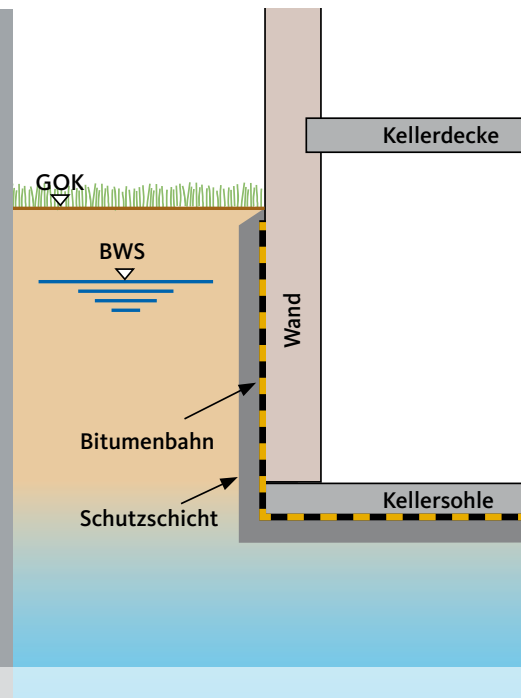 Kellerdecke
GOK
BWS
Wand
Bitumenbahn
Kellersohle
Schutzschicht